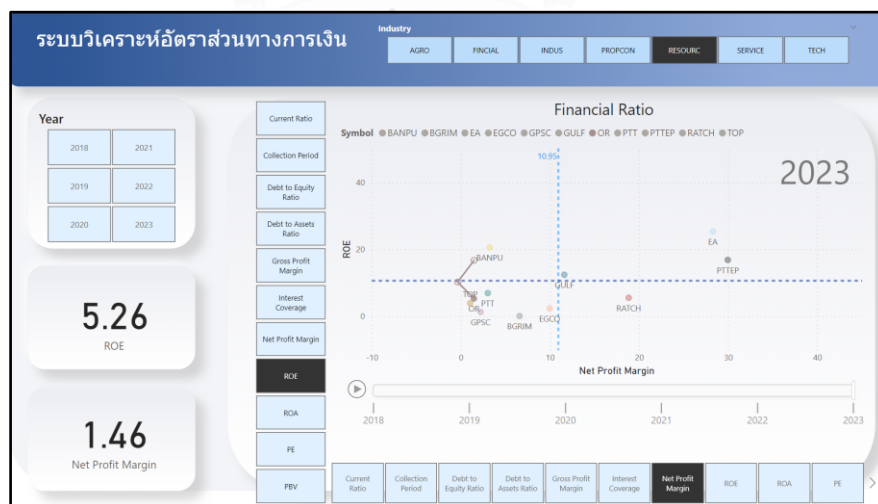 ระบบวิเคราะห์อัตราส่วนทางการเงิน
Industry
AGRO FINCIAL INDUS PROPCON RESOURC SERVICE TECH
Year
2018 2021
2019 2022
2020 2023
5.26
ROE
1.46
Net Profit Margin
Current Ratio
Collection Period
Debt to Equity
Ratio
Debt to Assets
Ratio
Gross Profit
Margin
Interest
Coverage
Net Profit Margin
ROE
ROA
PE
PBV
Financial Ratio
Symbol BANPU BGRIM EA EGCO GPSC GULF OR PTT PTTEP RATCH TOP
2023
10.95
ROE
40
20
0
EA
BANPU
PTTEP
GULF
TOP
PTT
OR
RATCH
GPSC
EGCO
BGRIM
-10 0 10 20 30 40
Net Profit Margin
2018 2019 2020 2021 2022 2023
Current
Ratio
Collection
Period
Debt to
Equity Ratio
Debt to
Assets Ratio
Gross Profit
Margin
Interest
Coverage
Net Profit
Margin
ROE
ROA
PE